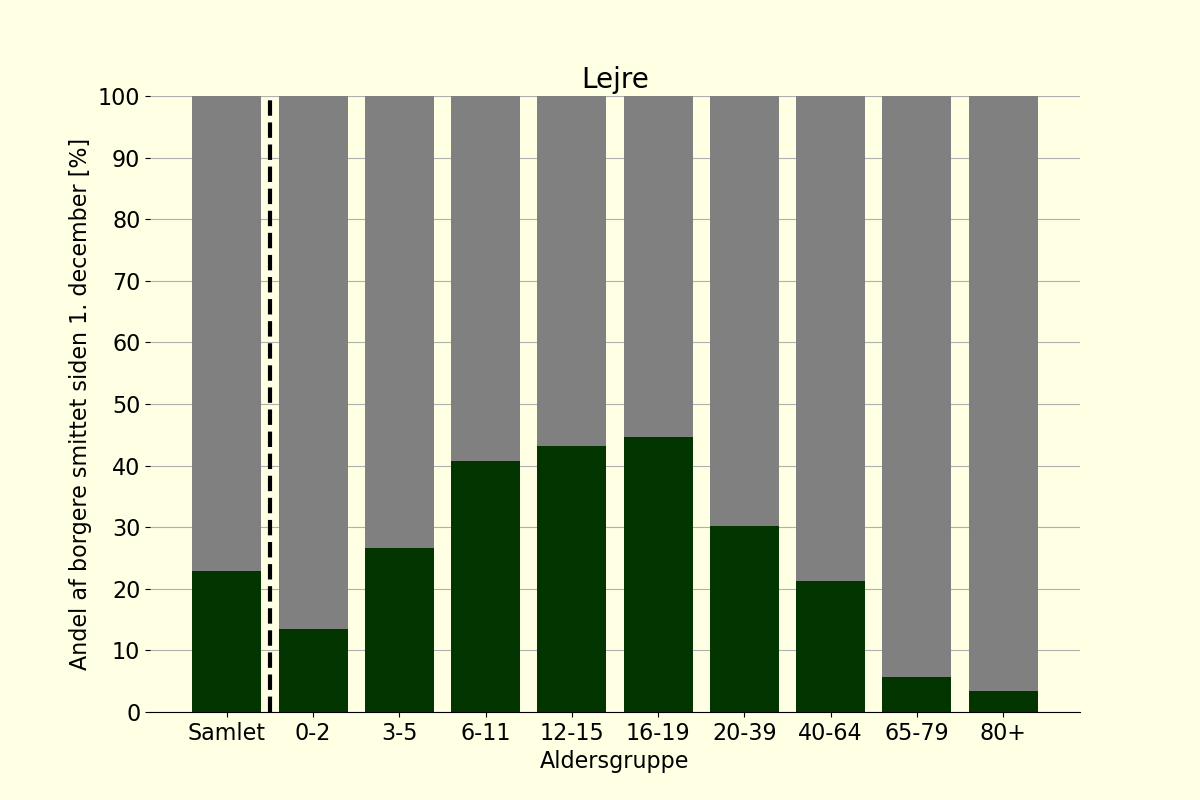 Lejre
Andel af borgere smittet siden 1. december [%]
100
90
80
70
60
50
40
30
20
10
0
Samlet 0-2 3-5 6-11 12-15 16-19 20-39 40-64 65-79 80+
Aldersgruppe